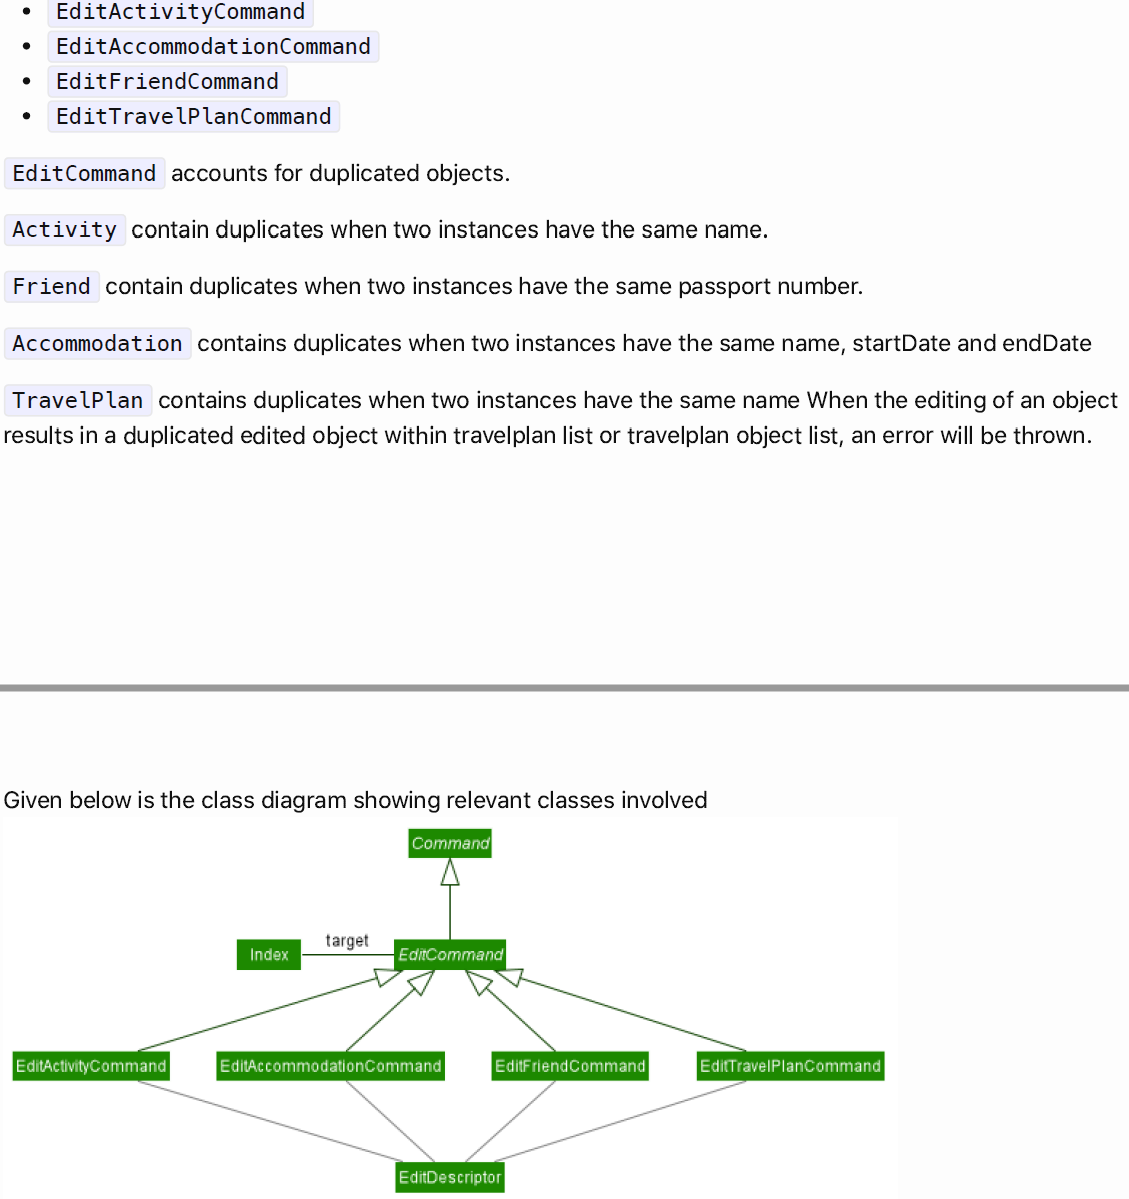 EditActivityCommand
EditAccommodationCommand
EditFriendCommand
EditTravelPlanCommand
EditCommand accounts for duplicated objects.
Activity contain duplicates when two instances have the same name.
Friend contain duplicates when two instances have the same passport number.
Accommodation contains duplicates when two instances have the same name, startDate and endDate
TravelPlan contains duplicates when two instances have the same name When the editing of an object
results in a duplicated edited object within travelplan list or travelplan object list, an error will be thrown.
Given below is the class diagram showing relevant classes involved
Command
target
Index
EditCommand
EditActivityCommand
EditAccommodationCommand
EditFriendCommand
EditTravelPlanCommand
EditDescriptor